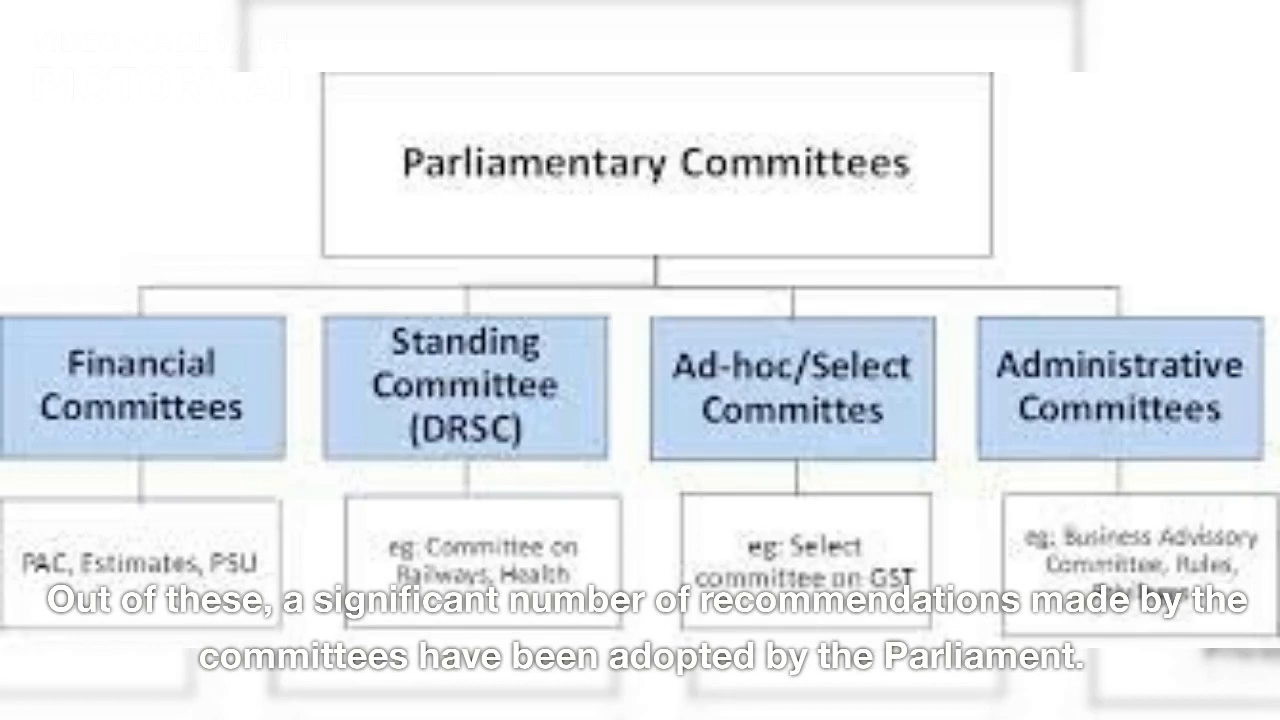 Parliamentary Committees
Financial
Committees
Standing
Committee
(DRSC)
Ad-hoc/Select
Committes
Administrative
Committees
PAC, Estimates, PSU
eg: Committee on
Railways, Health
eg: Select
committee on GST
eg: Business Advisory
Committee, Rules,
Out of these, a significant number of recommendations made by the
committees have been adopted by the Parliament.